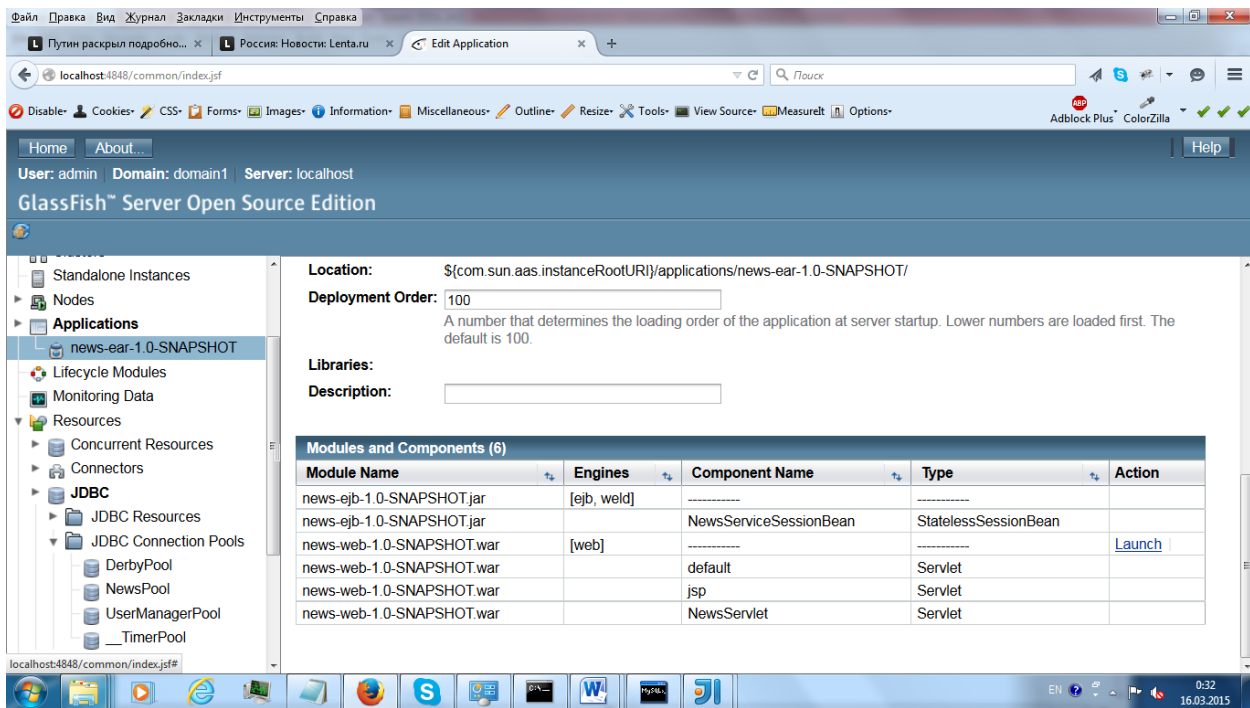 Файл Правка Вид Журнал Закладки Инструменты Справка
Путин раскрыл подробно... × Россия: Новости: Lenta.ru × Edit Application × +
localhost:4848/common/index.jsf Поиск
Disable Cookies CSS Forms Images Information Miscellaneous Outline Resize Tools View Source MeasureIt Options ABP Adblock Plus ColorZilla
Home About... Help
User: admin Domain: domain1 Server: localhost
GlassFish™ Server Open Source Edition
Standalone Instances
Nodes
Applications
news-ear-1.0-SNAPSHOT
Lifecycle Modules
Monitoring Data
Resources
Concurrent Resources
Connectors
JDBC
JDBC Resources
JDBC Connection Pools
DerbyPool
NewsPool
UserManagerPool
__TimerPool
localhost:4848/common/index.jsf#
Location: ${com.sun.aas.instanceRootURI}/applications/news-ear-1.0-SNAPSHOT/
Deployment Order: 100
A number that determines the loading order of the application at server startup. Lower numbers are loaded first. The
default is 100.
Libraries:
Description:
Modules and Components (6)
Module Name Engines Component Name Type Action
news-ejb-1.0-SNAPSHOT.jar [ejb, weld] ----------- -----------
news-ejb-1.0-SNAPSHOT.jar NewsServiceSessionBean StatelessSessionBean
news-web-1.0-SNAPSHOT.war [web] ----------- ----------- Launch
news-web-1.0-SNAPSHOT.war default Servlet
news-web-1.0-SNAPSHOT.war jsp Servlet
news-web-1.0-SNAPSHOT.war NewsServlet Servlet
EN 0:32
16.03.2015